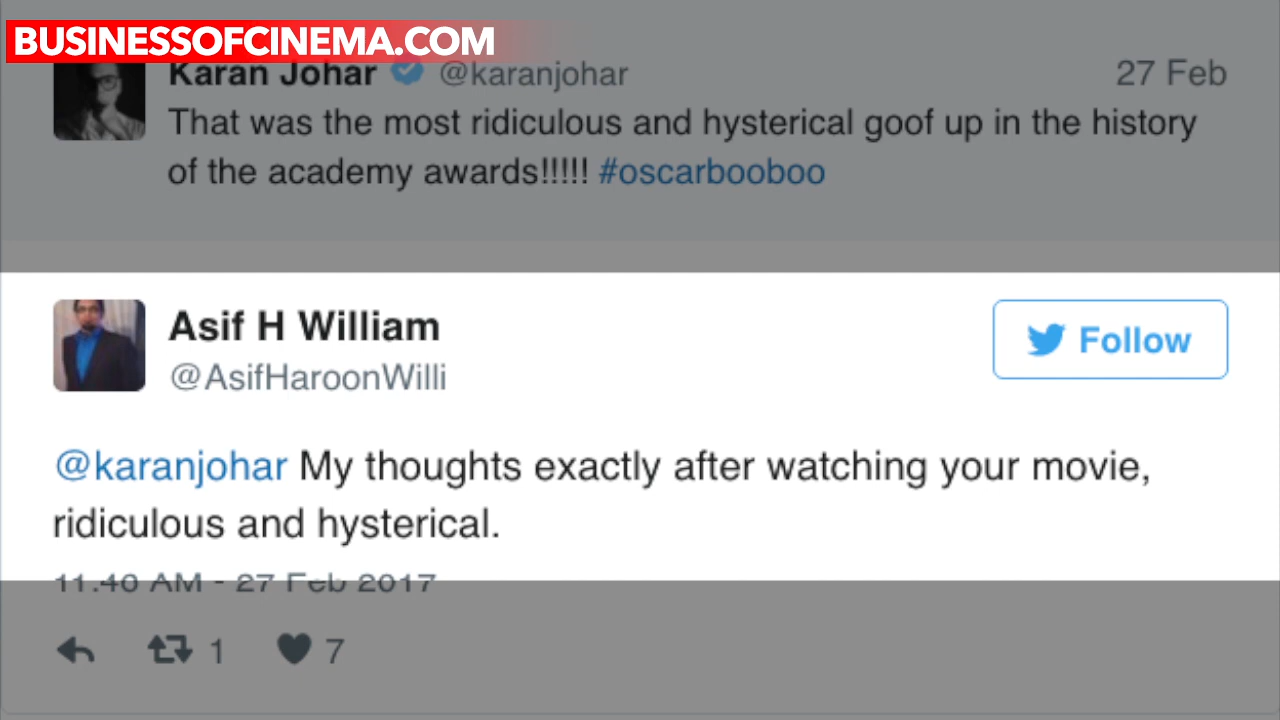 BUSINESSOFCINEMA.COM
Karan Johar @karanjohar 27 Feb
That was the most ridiculous and hysterical goof up in the history
of the academy awards!!!!! #oscarbooboo
Asif H William
@AsifHaroonWilli
Follow
@karanjohar My thoughts exactly after watching your movie,
ridiculous and hysterical.
11:40 AM - 27 Feb 2017
1 7